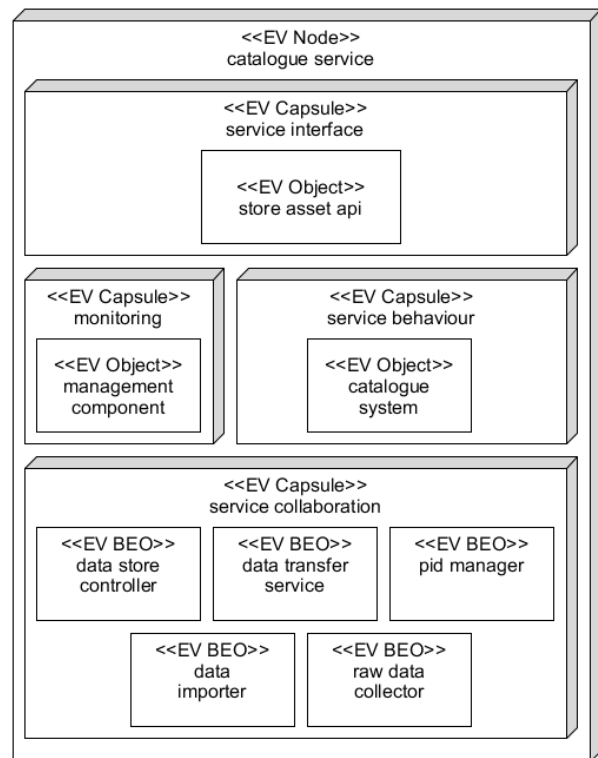 <<EV Node>>
catalogue service
<<EV Capsule>>
service interface
<<EV Object>>
store asset api
<<EV Capsule>>
monitoring
<<EV Object>>
management
component
<<EV Capsule>>
service behaviour
<<EV Object>>
catalogue
system
<<EV Capsule>>
service collaboration
<<EV BEO>>
data store
controller
<<EV BEO>>
data transfer
service
<<EV BEO>>
pid manager
<<EV BEO>>
data
importer
<<EV BEO>>
raw data
collector